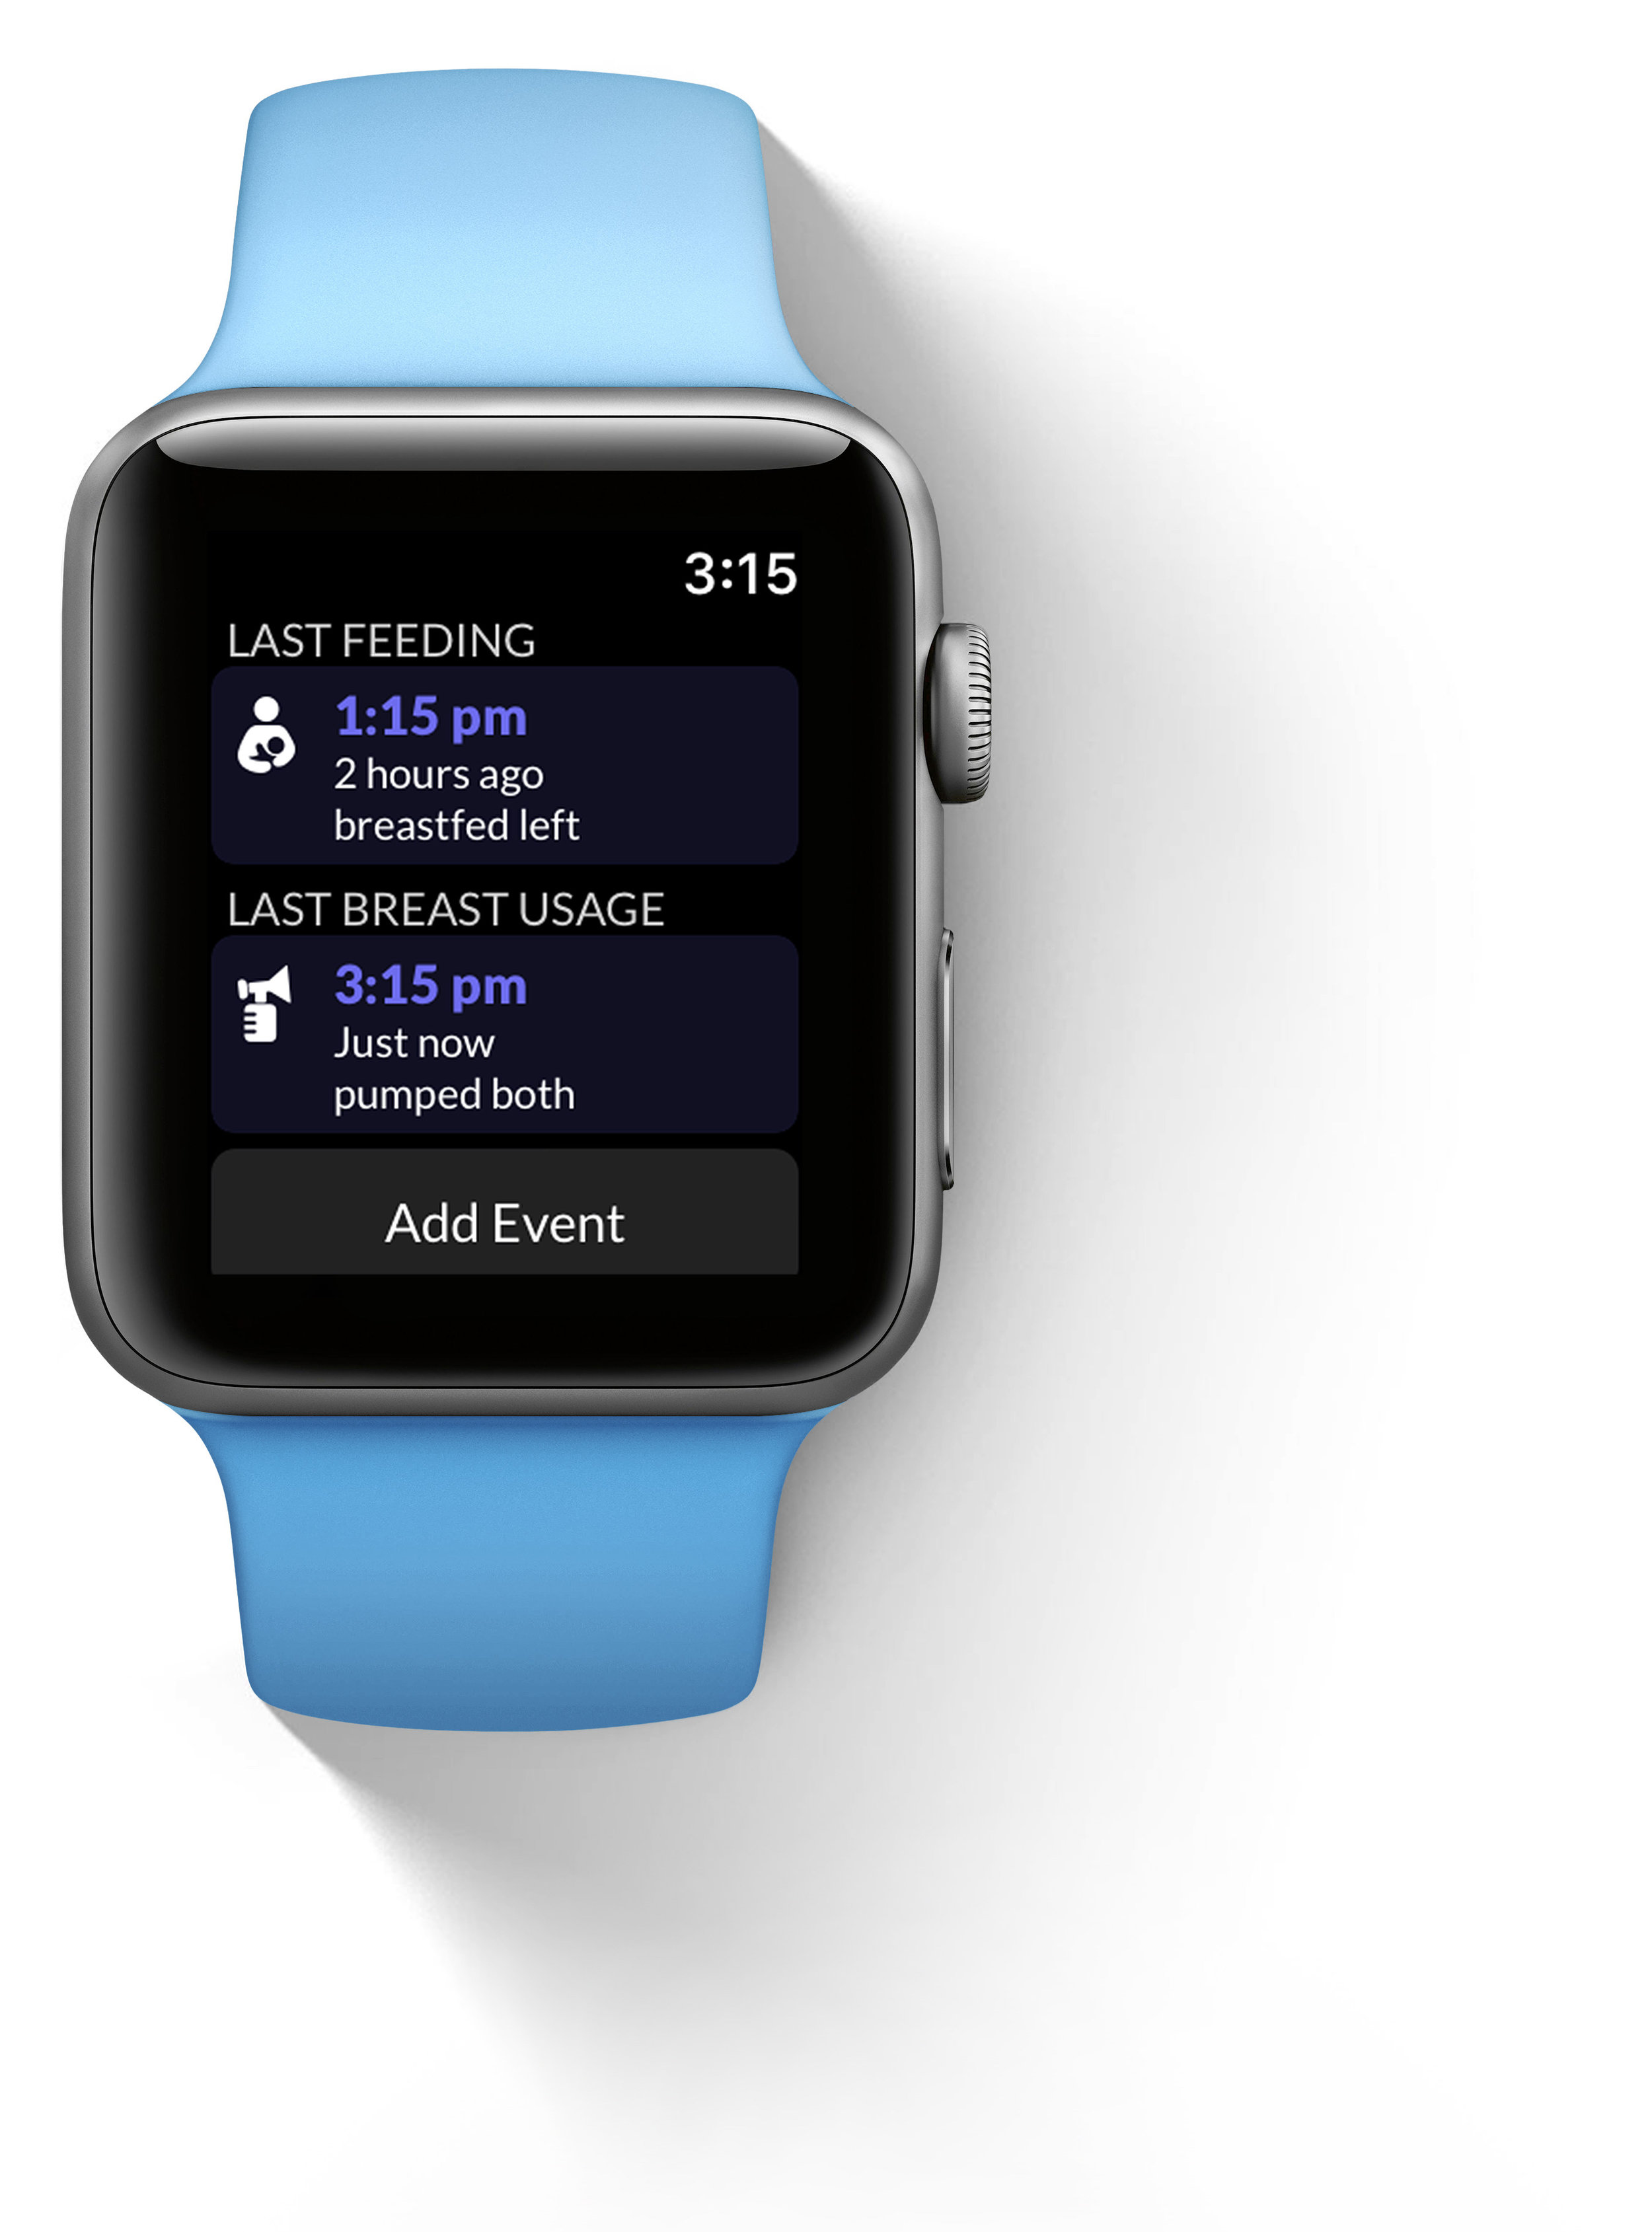 3:15
LAST FEEDING
1:15 pm
2 hours ago
breastfed left
LAST BREAST USAGE
3:15 pm
Just now
pumped both
Add Event